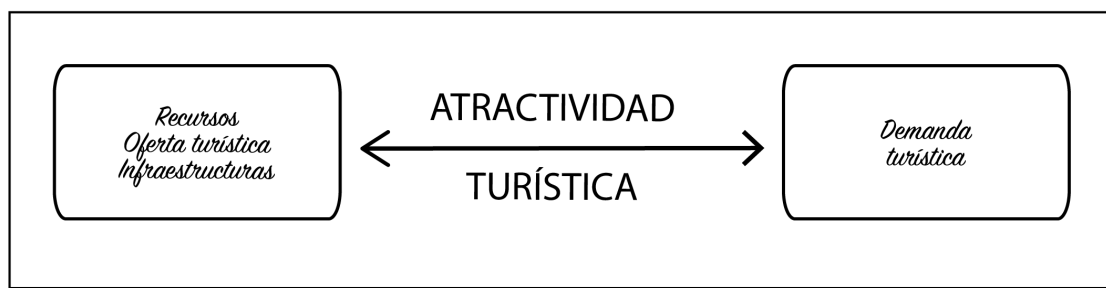 Recursos
Oferta turística
Infraestructuras
ATRACTIVIDAD
TURÍSTICA
Demanda
turística